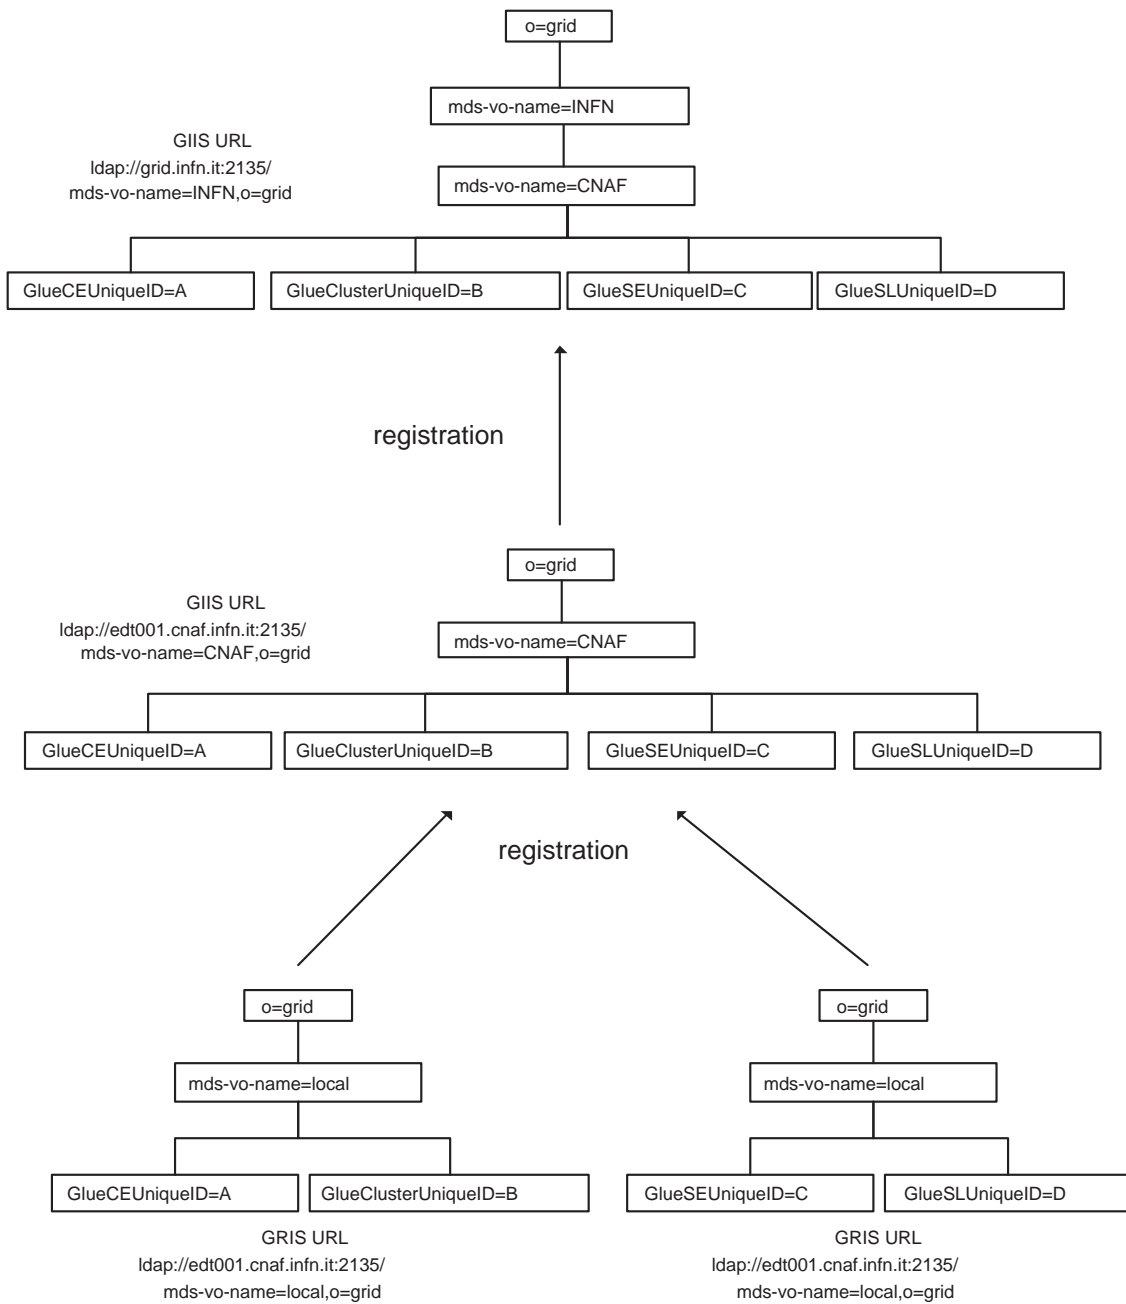 o=grid
mds-vo-name=INFN
GIIS URL
ldap://grid.infn.it:2135/
mds-vo-name=INFN,o=grid
mds-vo-name=CNAF
GlueCEUniqueID=A
GlueClusterUniqueID=B
GlueSEUniqueID=C
GlueSLUniqueID=D
registration
o=grid
GIIS URL
ldap://edt001.cnaf.infn.it:2135/
mds-vo-name=CNAF,o=grid
mds-vo-name=CNAF
GlueCEUniqueID=A
GlueClusterUniqueID=B
GlueSEUniqueID=C
GlueSLUniqueID=D
registration
o=grid
mds-vo-name=local
GlueCEUniqueID=A
GlueClusterUniqueID=B
GRIS URL
ldap://edt001.cnaf.infn.it:2135/
mds-vo-name=local,o=grid
o=grid
mds-vo-name=local
GlueSEUniqueID=C
GlueSLUniqueID=D
GRIS URL
ldap://edt001.cnaf.infn.it:2135/
mds-vo-name=local,o=grid